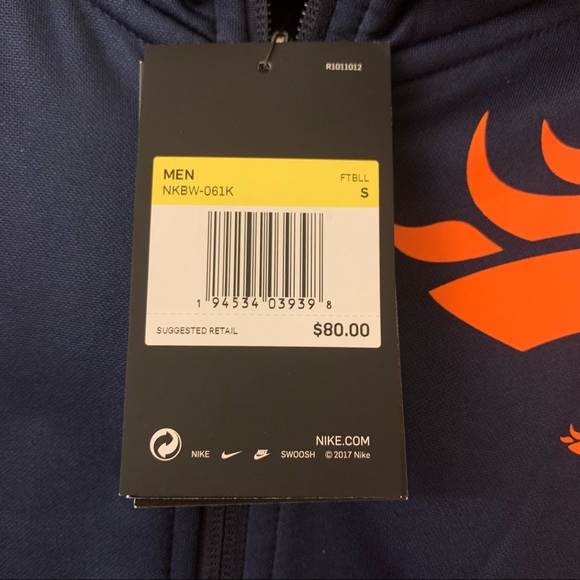 R1011012
MEN FTBLL
NKBW-061K S
1 94534 03939 8
SUGGESTED RETAIL $80.00
NIKE.COM
NIKE NIKE SWOOSH © 2017 Nike